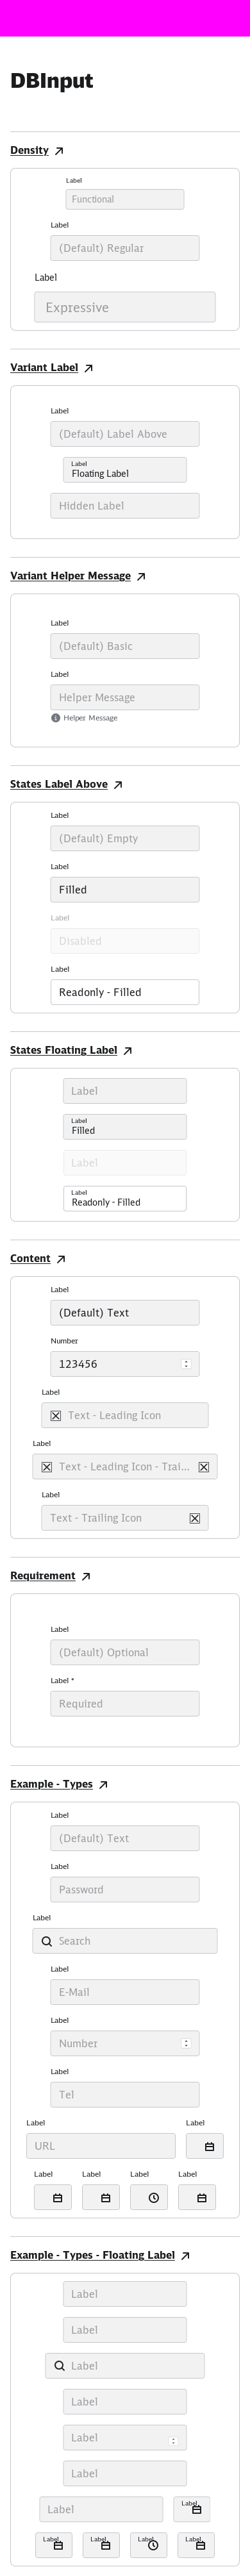 DBInput
Density
Label
Functional
Label
(Default) Regular
Label
Expressive
Variant Label
Label
(Default) Label Above
Label
Floating Label
Hidden Label
Variant Helper Message
Label
(Default) Basic
Label
Helper Message
Helper Message
States Label Above
Label
(Default) Empty
Label
Filled
Label
Disabled
Label
Readonly - Filled
States Floating Label
Label
Label
Filled
Label
Label
Readonly - Filled
Content
Label
(Default) Text
Number
123456
Label
Text - Leading Icon
Label
Text - Leading Icon - Trai...
Label
Text - Trailing Icon
Requirement
Label
(Default) Optional
Label *
Required
Example - Types
Label
(Default) Text
Label
Password
Label
Search
Label
E-Mail
Label
Number
Label
Tel
Label Label
URL
Label Label Label Label
Example - Types - Floating Label
Label
Label
Label
Label
Label
Label
Label Label
Label Label Label Label